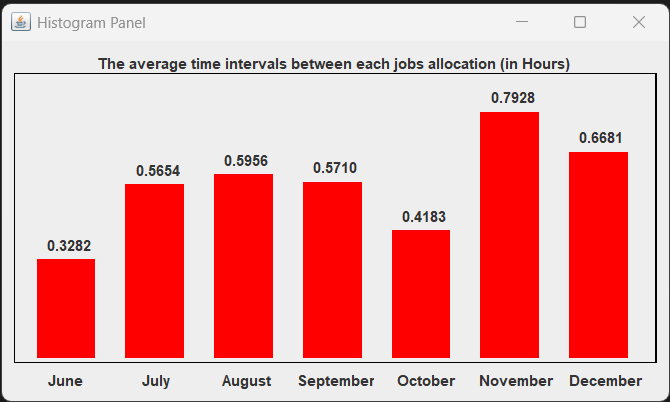 Histogram Panel
The average time intervals between each jobs allocation (in Hours)
0.7928
0.6681
0.5956
0.5654
0.5710
0.4183
0.3282
June July August September October November December